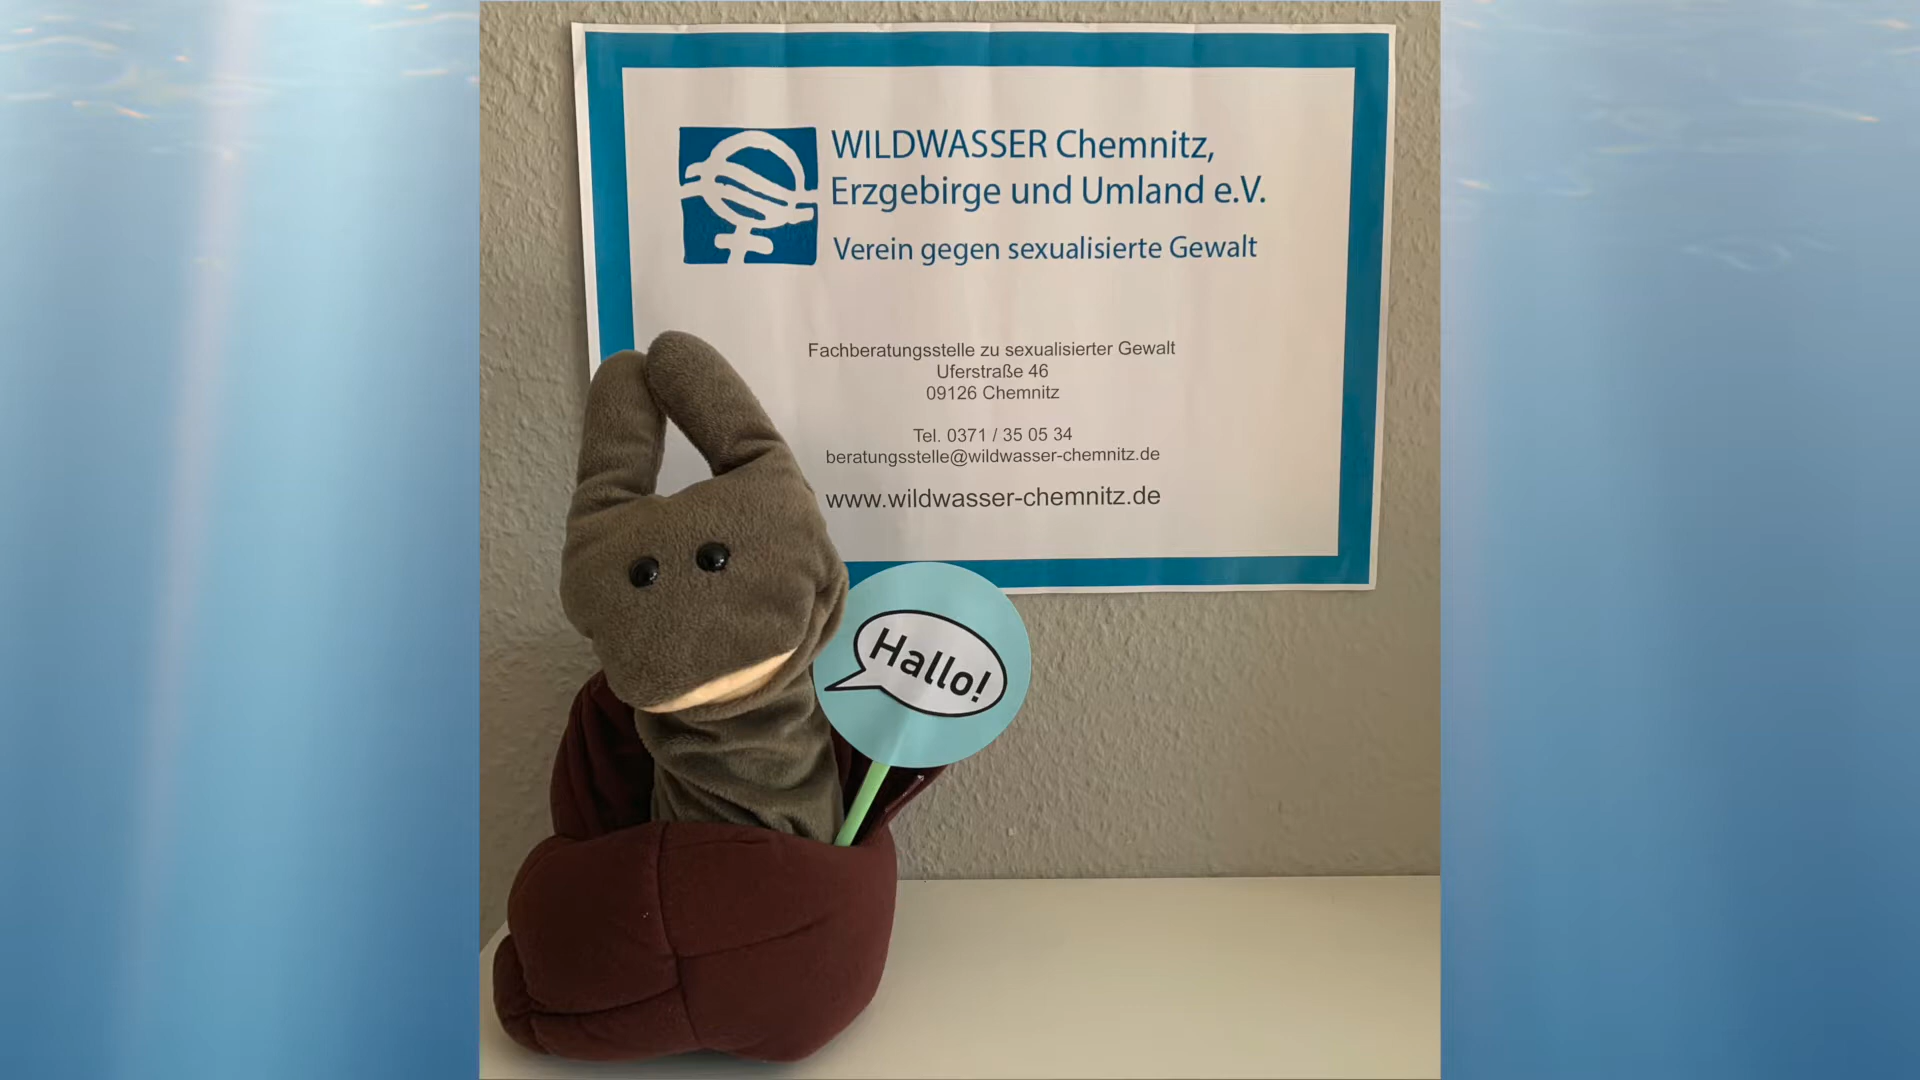 WILDWASSER Chemnitz,
Erzgebirge und Umland e.V.
Verein gegen sexualisierte Gewalt
Fachberatungsstelle zu sexualisierter Gewalt
Uferstraße 46
09126 Chemnitz
Tel. 0371 / 35 05 34
beratungsstelle@wildwasser-chemnitz.de
www.wildwasser-chemnitz.de
Hallo!